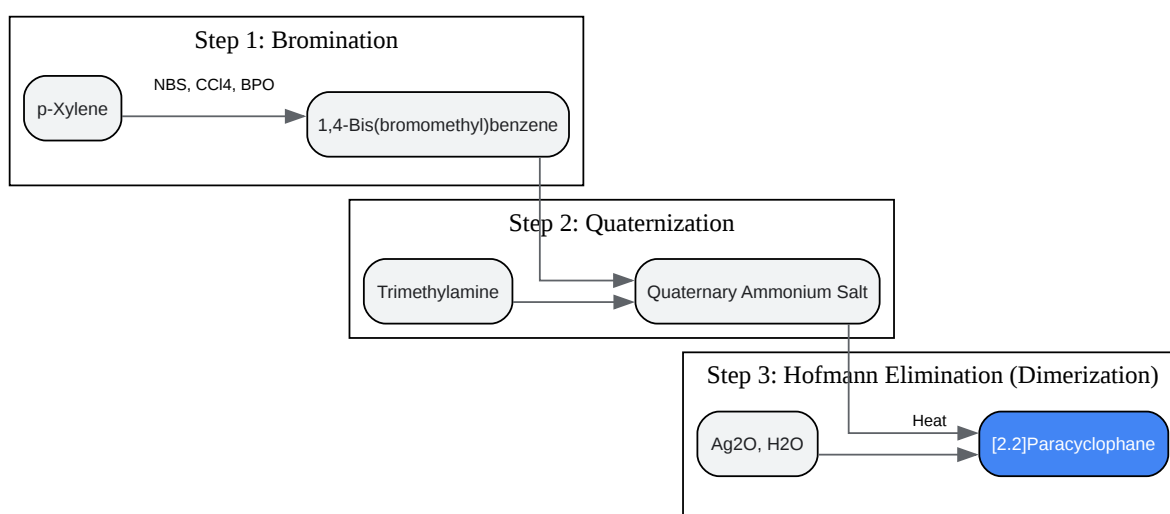 Step 1: Bromination
NBS, CCl4, BPO
p-Xylene
1,4-Bis(bromomethyl)benzene
Step 2: Quaternization
Trimethylamine
Quaternary Ammonium Salt
Step 3: Hofmann Elimination (Dimerization)
Heat
Ag2O, H2O
[2.2]Paracyclophane